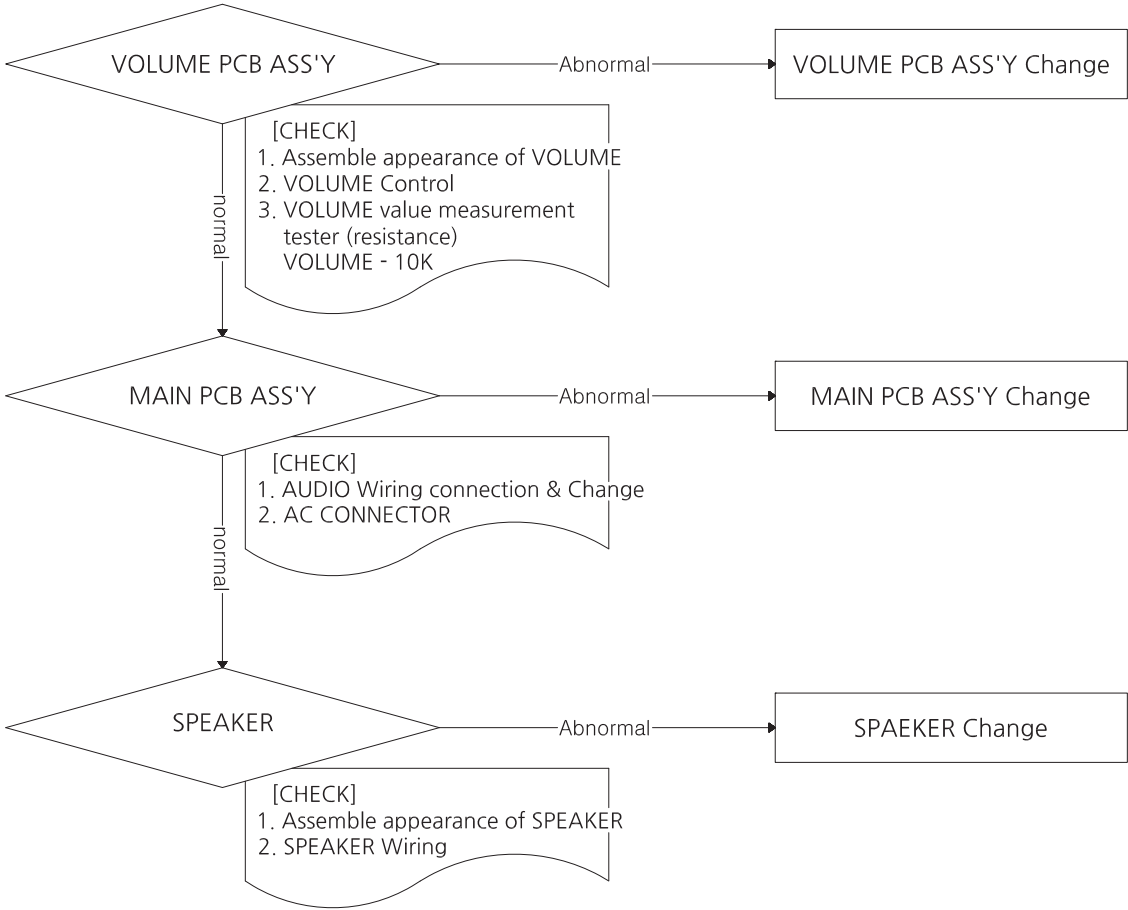 VOLUME PCB ASS'Y
Abnormal
VOLUME PCB ASS'Y Change
[CHECK]
1. Assemble appearance of VOLUME
2. VOLUME Control
3. VOLUME value measurement
tester (resistance)
VOLUME - 10K
normal
MAIN PCB ASS'Y
Abnormal
MAIN PCB ASS'Y Change
[CHECK]
1. AUDIO Wiring connection & Change
2. AC CONNECTOR
normal
SPEAKER
Abnormal
SPAEKER Change
[CHECK]
1. Assemble appearance of SPEAKER
2. SPEAKER Wiring